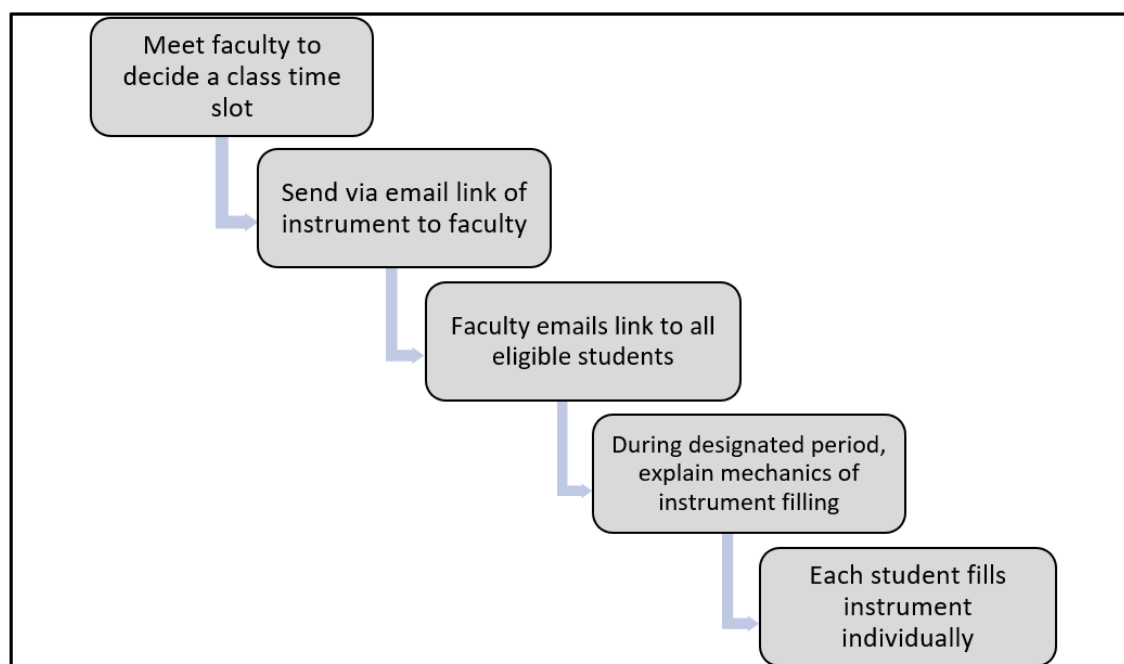 Meet faculty to
decide a class time
slot
Send via email link of
instrument to faculty
Faculty emails link to all
eligible students
During designated period,
explain mechanics of
instrument filling
Each student fills
instrument
individually